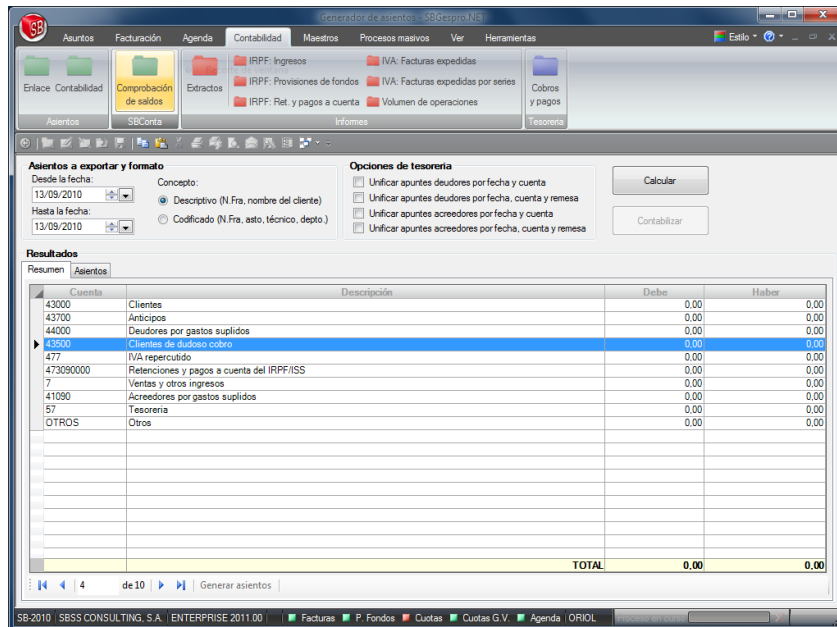 Generador de asientos - SBGespro.NET
SB
Asuntos Facturación Agenda Contabilidad Maestros Procesos masivos Ver Herramientas Estilo
Enlace Contabilidad Comprobación de saldos Extractos
IRPF: Ingresos IVA: Facturas expedidas
IRPF: Provisiones de fondos IVA: Facturas expedidas por series
IRPF: Ret. y pagos a cuenta Volumen de operaciones
Cobros y pagos
Asientos SBConta Informes Tesoreria
Asientos a exportar y formato Opciones de tesorería
Desde la fecha: Concepto: Unificar apuntes deudores por fecha y cuenta Calcular
13/09/2010 Descriptivo (N.Fra, nombre del cliente) Unificar apuntes deudores por fecha, cuenta y remesa
Hasta la fecha: Codificado (N.Fra, asto, técnico, depto.) Unificar apuntes acreedores por fecha y cuenta Contabilizar
13/09/2010 Unificar apuntes acreedores por fecha, cuenta y remesa
Resultados
Resumen Asientos
Cuenta Descripción Debe Haber
43000 Clientes 0,00 0,00
43700 Anticipos 0,00 0,00
44000 Deudores por gastos suplidos 0,00 0,00
43500 Clientes de dudoso cobro 0,00 0,00
477 IVA repercutido 0,00 0,00
473090000 Retenciones y pagos a cuenta del IRPF/ISS 0,00 0,00
7 Ventas y otros ingresos 0,00 0,00
41090 Acreedores por gastos suplidos 0,00 0,00
57 Tesoreria 0,00 0,00
OTROS Otros 0,00 0,00
TOTAL 0,00 0,00
4 de 10 Generar asientos
SB-2010 SBSS CONSULTING, S.A. ENTERPRISE 2011.00 Facturas P. Fondos Cuotas Cuotas G.V. Agenda ORIOL Proceso en curso